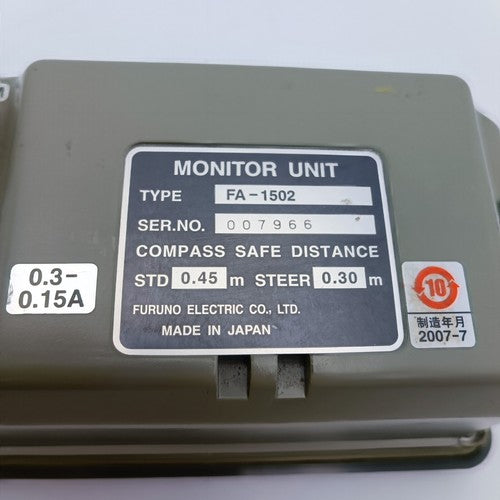 MONITOR UNIT
TYPE FA-1502
SER.NO. 007966
COMPASS SAFE DISTANCE
STD 0.45 m STEER 0.30 m
FURUNO ELECTRIC CO., LTD.
MADE IN JAPAN
0.3-
0.15A
10
制造年月
2007-7